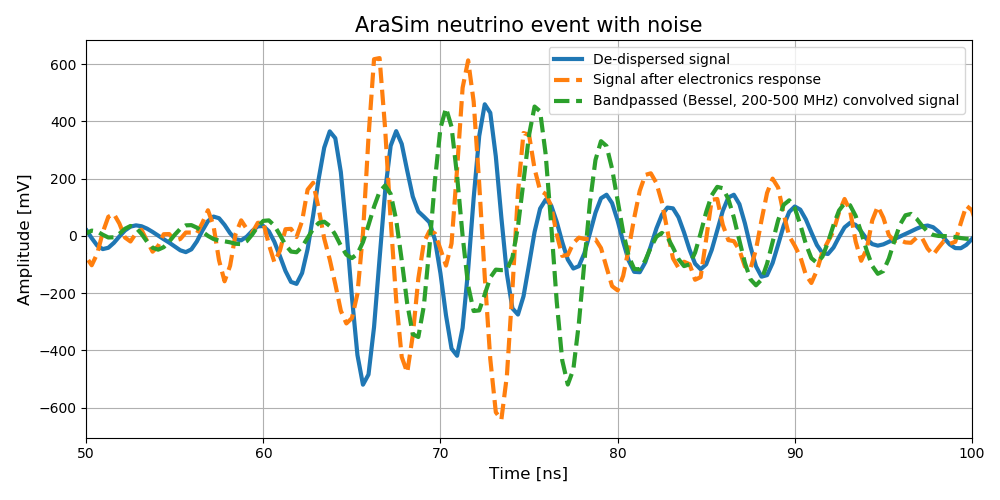 AraSim neutrino event with noise
De-dispersed signal
Signal after electronics response
Bandpassed (Bessel, 200-500 MHz) convolved signal
Amplitude [mV]
600
400
200
0
−200
−400
−600
50 60 70 80 90 100
Time [ns]